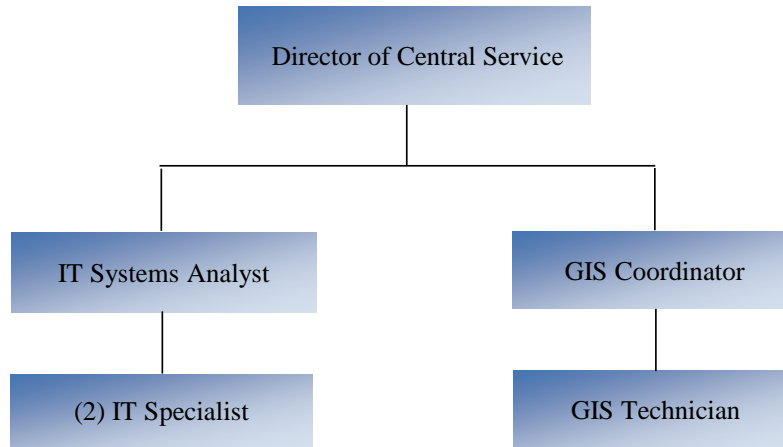 Director of Central Service
IT Systems Analyst
GIS Coordinator
(2) IT Specialist
GIS Technician